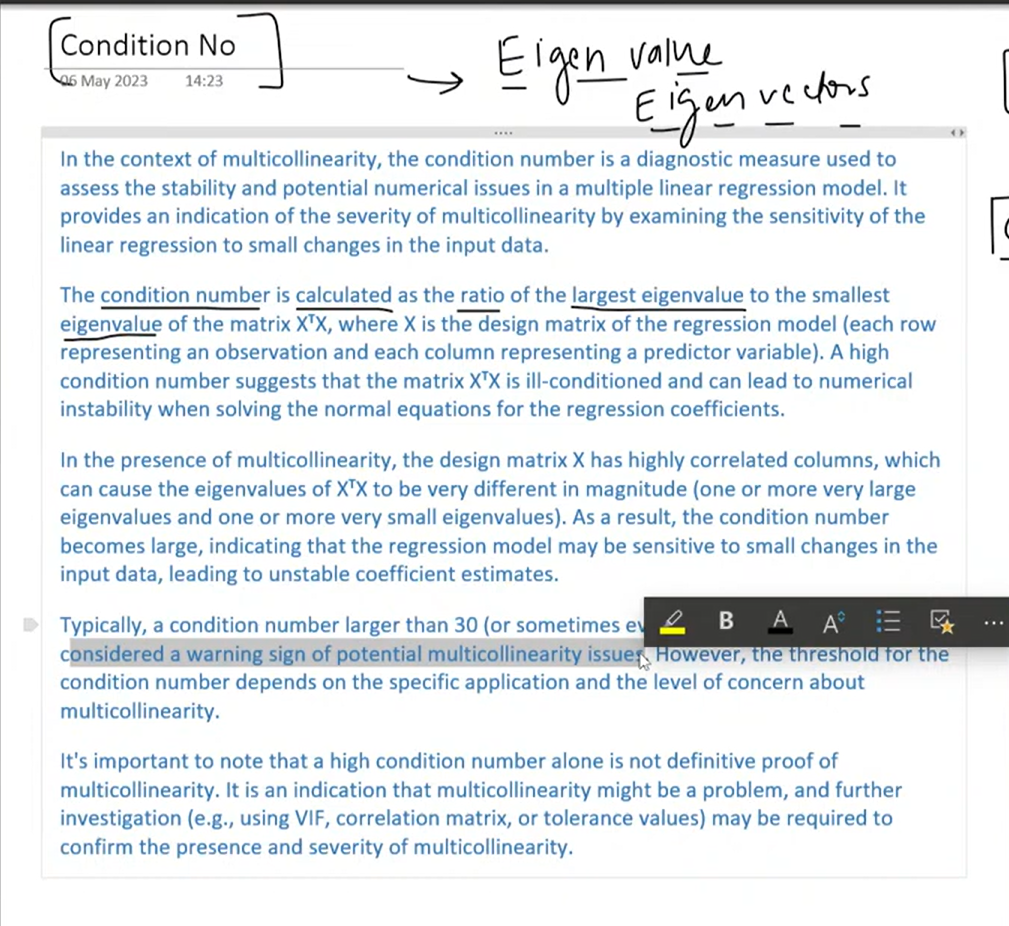 Condition No
06 May 2023 14:23
Eigen value
Eigen vectors
In the context of multicollinearity, the condition number is a diagnostic measure used to
assess the stability and potential numerical issues in a multiple linear regression model. It
provides an indication of the severity of multicollinearity by examining the sensitivity of the
linear regression to small changes in the input data.
The condition number is calculated as the ratio of the largest eigenvalue to the smallest
eigenvalue of the matrix XᵀX, where X is the design matrix of the regression model (each row
representing an observation and each column representing a predictor variable). A high
condition number suggests that the matrix XᵀX is ill-conditioned and can lead to numerical
instability when solving the normal equations for the regression coefficients.
In the presence of multicollinearity, the design matrix X has highly correlated columns, which
can cause the eigenvalues of XᵀX to be very different in magnitude (one or more very large
eigenvalues and one or more very small eigenvalues). As a result, the condition number
becomes large, indicating that the regression model may be sensitive to small changes in the
input data, leading to unstable coefficient estimates.
Typically, a condition number larger than 30 (or sometimes B A A
considered a warning sign of potential multicollinearity issues. However, the threshold for the
condition number depends on the specific application and the level of concern about
multicollinearity.
It's important to note that a high condition number alone is not definitive proof of
multicollinearity. It is an indication that multicollinearity might be a problem, and further
investigation (e.g., using VIF, correlation matrix, or tolerance values) may be required to
confirm the presence and severity of multicollinearity.